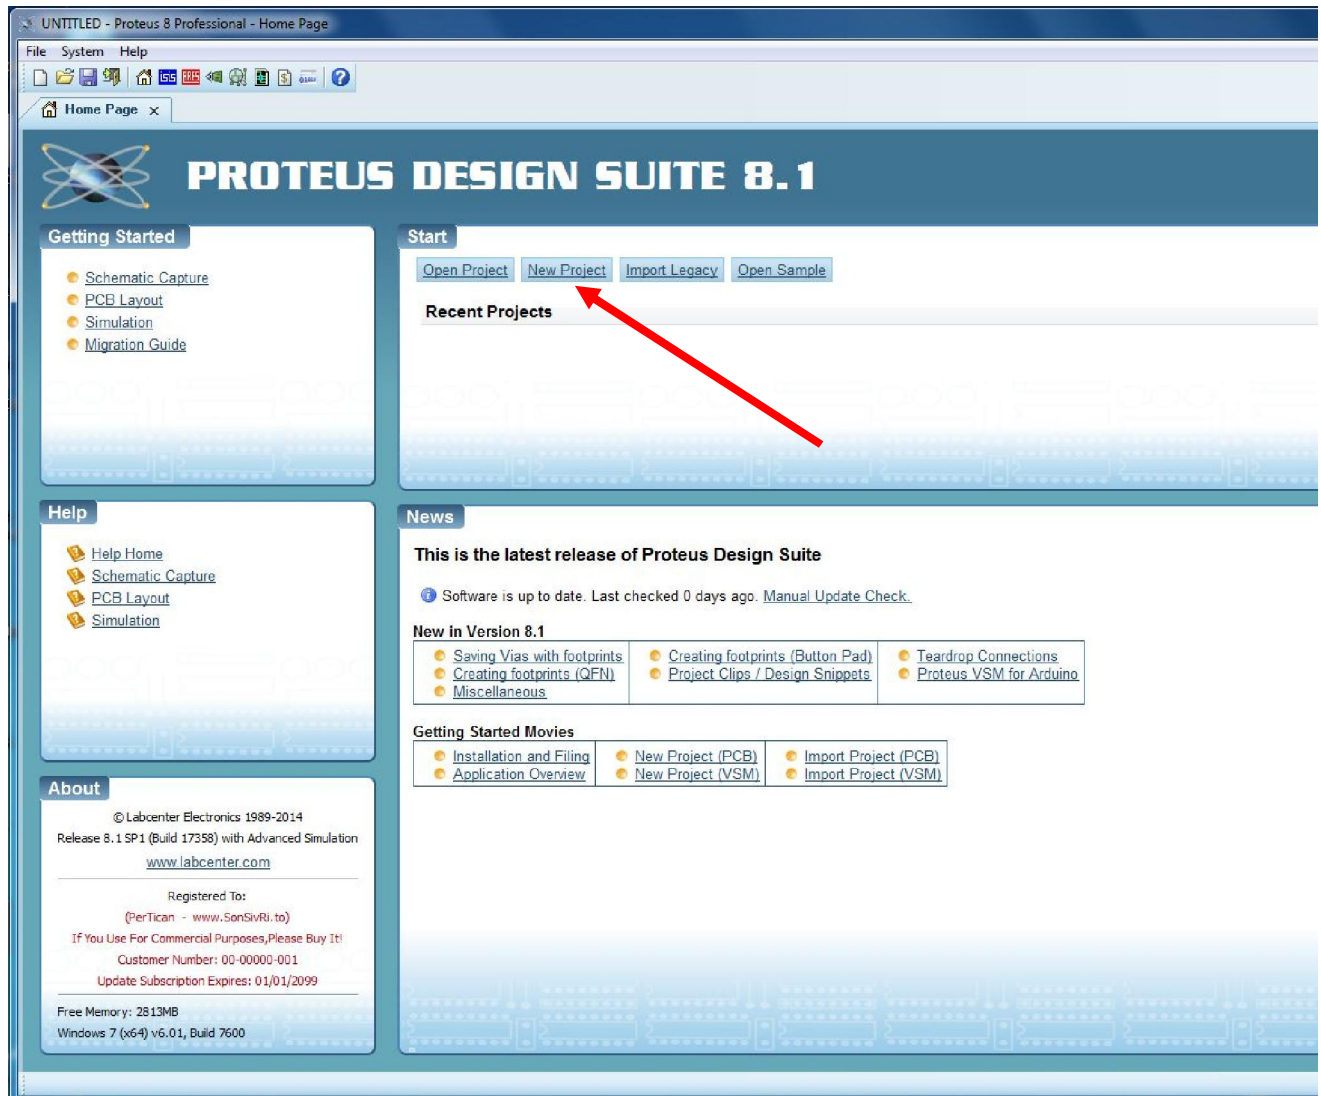 UNTITLED - Proteus 8 Professional - Home Page
File System Help
Home Page x
PROTEUS DESIGN SUITE 8.1
Getting Started
Schematic Capture
PCB Layout
Simulation
Migration Guide
Start
Open Project New Project Import Legacy Open Sample
Recent Projects
Help
Help Home
Schematic Capture
PCB Layout
Simulation
News
This is the latest release of Proteus Design Suite
Software is up to date. Last checked 0 days ago. Manual Update Check.
New in Version 8.1
Saving Vias with footprints Creating footprints (Button Pad) Teardrop Connections
Creating footprints (QFN) Project Clips / Design Snippets Proteus VSM for Arduino
Miscellaneous
Getting Started Movies
Installation and Filing New Project (PCB) Import Project (PCB)
Application Overview New Project (VSM) Import Project (VSM)
About
© Labcenter Electronics 1989-2014
Release 8.1 SP1 (Build 17358) with Advanced Simulation
www.labcenter.com
Registered To:
(PerTican - www.SonSivRi.to)
If You Use For Commercial Purposes,Please Buy It!
Customer Number: 00-00000-001
Update Subscription Expires: 01/01/2099
Free Memory: 2813MB
Windows 7 (x64) v6.01, Build 7600